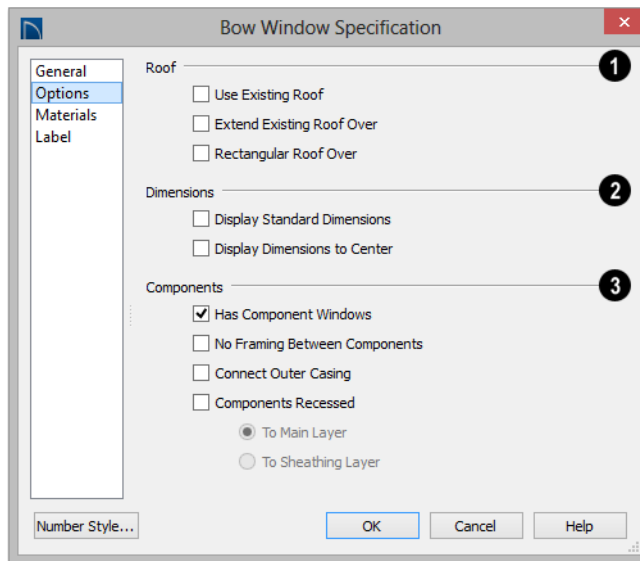 Bow Window Specification
General
Options
Materials
Label
Roof
1
Use Existing Roof
Extend Existing Roof Over
Rectangular Roof Over
Dimensions
2
Display Standard Dimensions
Display Dimensions to Center
Components
3
Has Component Windows
No Framing Between Components
Connect Outer Casing
Components Recessed
To Main Layer
To Sheathing Layer
Number Style...
OK
Cancel
Help